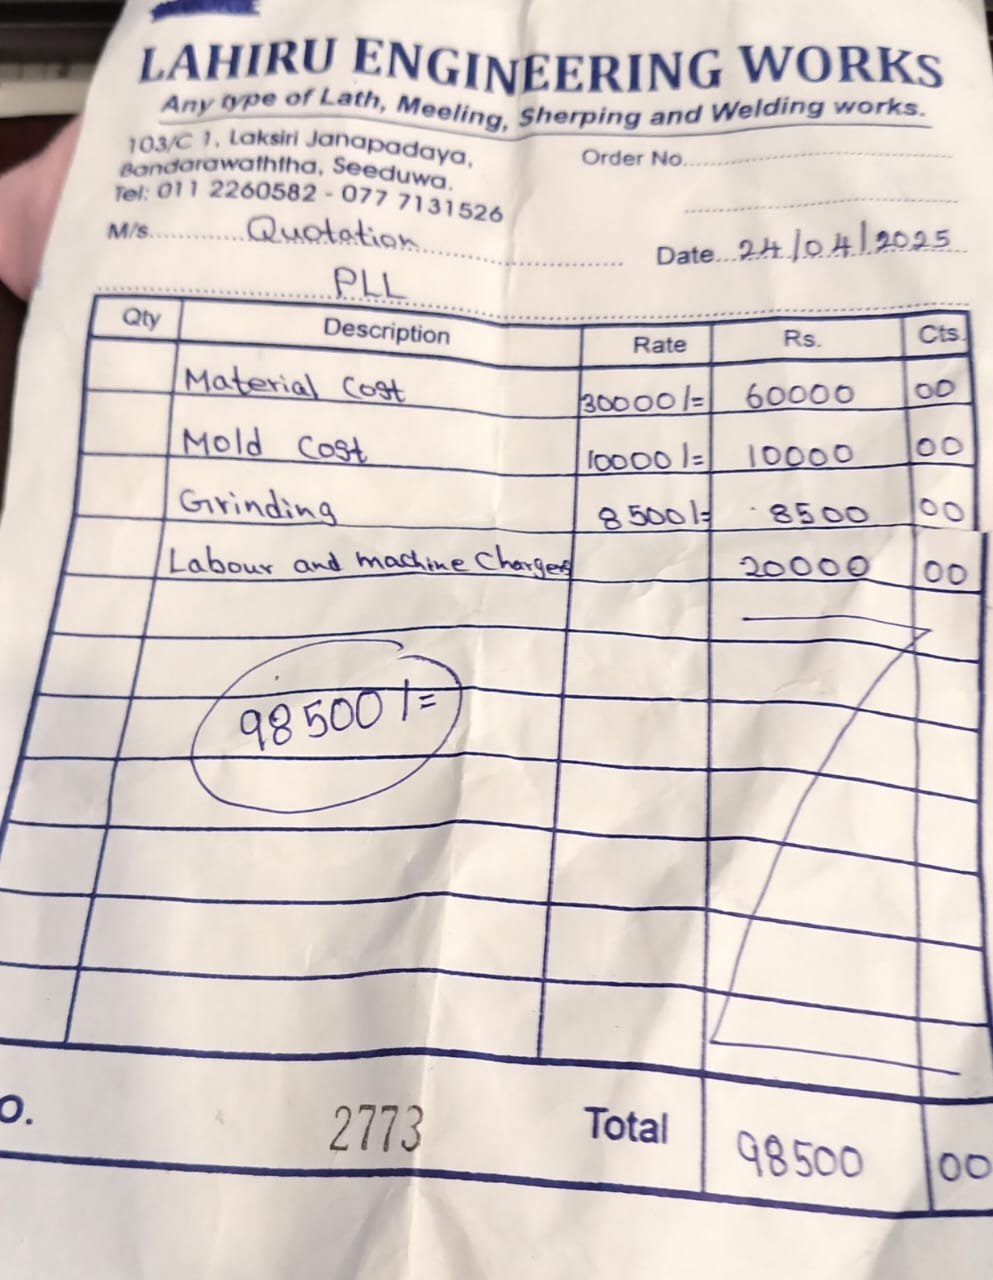 LAHIRU ENGINEERING WORKS
Any type of Lath, Meeling, Sherping and Welding works.
103/C 1, Laksiri Janapadaya,
Bandarawaththa, Seeduwa.
Tel: 011 2260582 - 077 7131526
Order No.
M/s. Quotation
Date 24/04/2025
PLL
Qty Description Rate Rs. Cts.
Material Cost 30000/= 60000 00
Mold Cost 10000/= 10000 00
Grinding 8500/= 8500 00
Labour and machine Charges 20000 00
98500/=
o. 2773 Total 98500 00